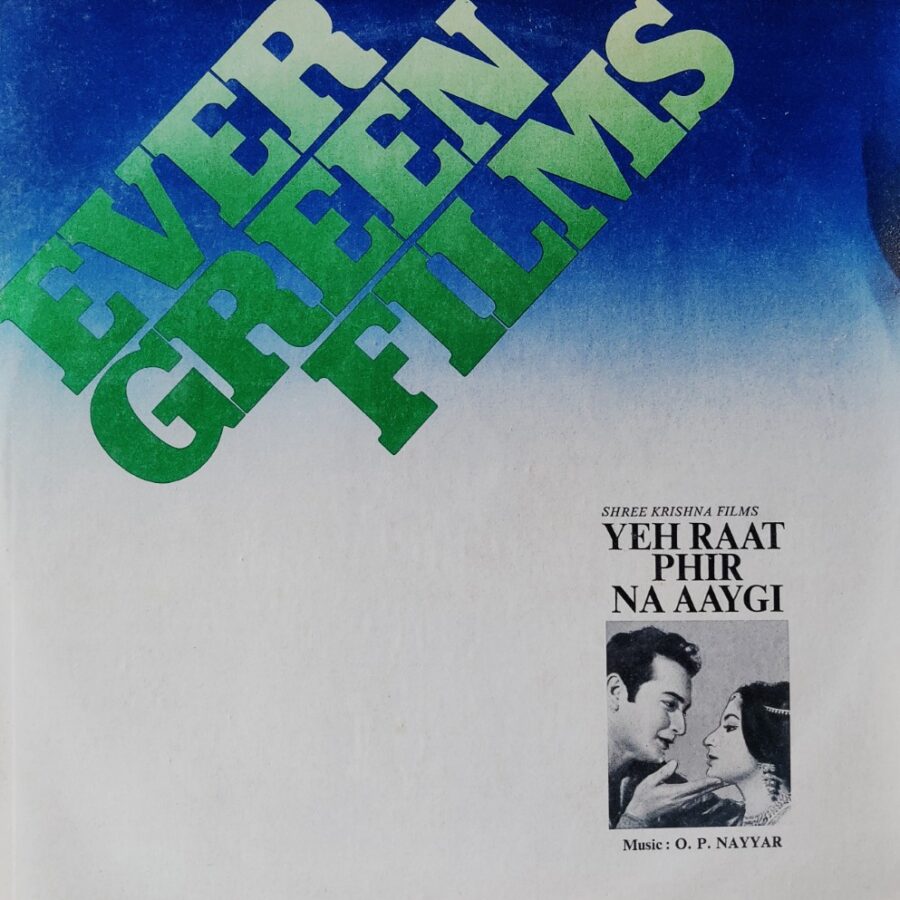 EVER
GREEN
FILMS
SHREE KRISHNA FILMS
YEH RAAT
PHIR
NA AAYGI
Music : O. P. NAYYAR